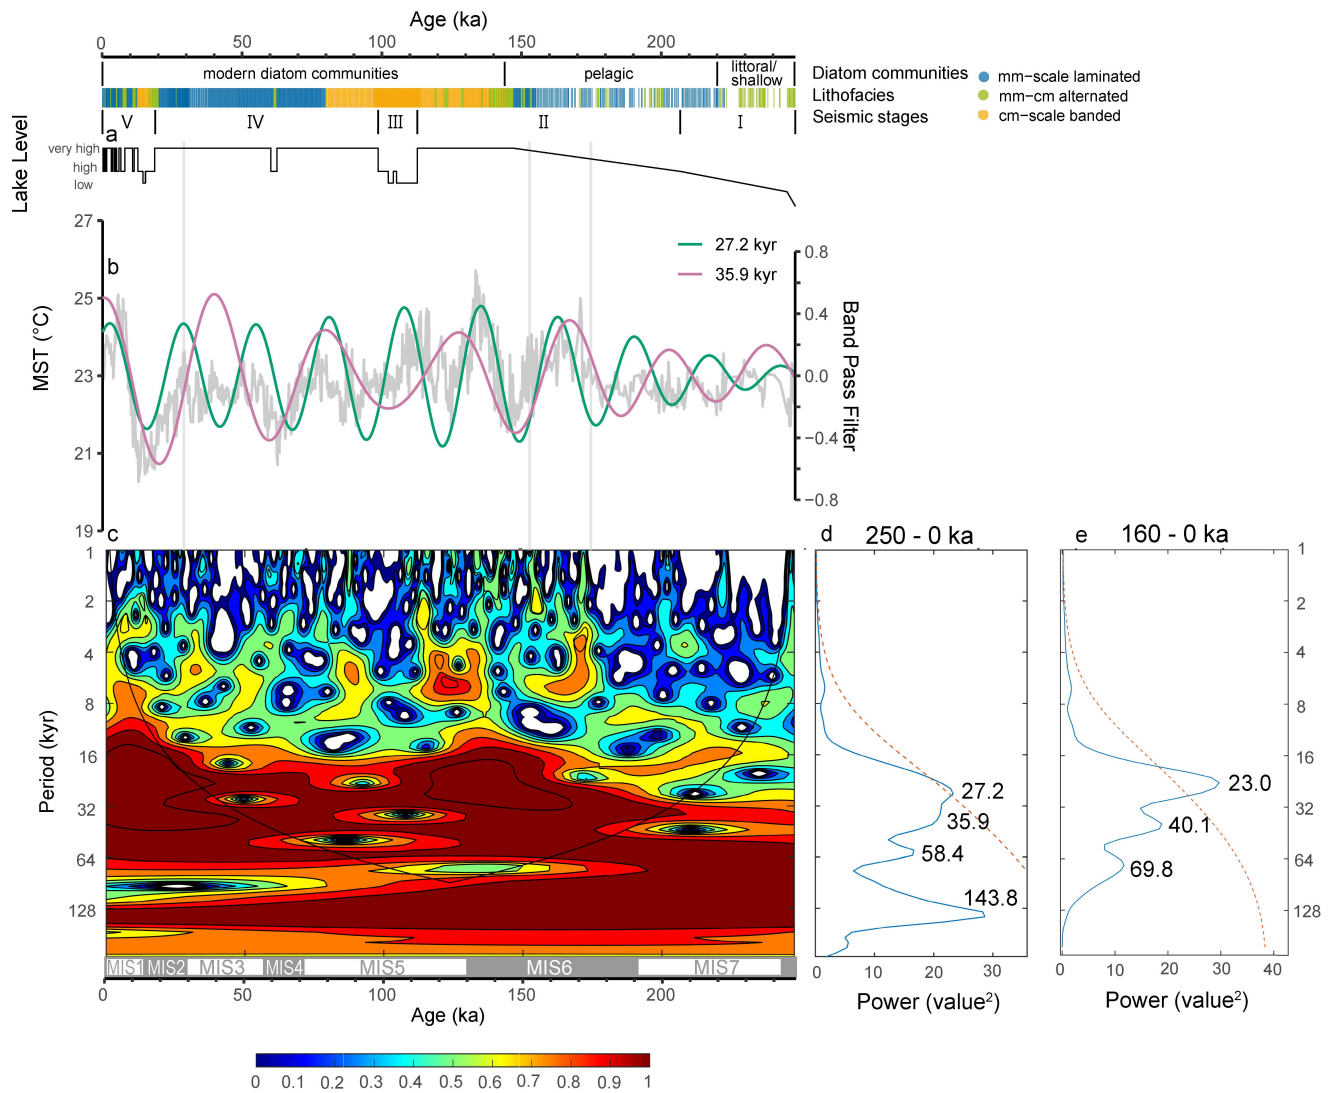 Age (ka)
0 50 100 150 200
modern diatom communities pelagic littoral/
shallow
Diatom communities mm−scale laminated
Lithofacies mm−cm alternated
Seismic stages cm−scale banded
V IV III II I
a
Lake Level
very high
high
low
27
25
23
21
19
MST (°C)
b
27.2 kyr
35.9 kyr
0.8
0.4
0.0
−0.4
−0.8
Band Pass Filter
c
1
2
4
8
16
32
64
128
Period (kyr)
MIS1 MIS2 MIS3 MIS4 MIS5 MIS6 MIS7
0 50 100 150 200
Age (ka)
0 0.1 0.2 0.3 0.4 0.5 0.6 0.7 0.8 0.9 1
d 250 - 0 ka
27.2
35.9
58.4
143.8
0 10 20 30
Power (value²)
e 160 - 0 ka
23.0
40.1
69.8
1
2
4
8
16
32
64
128
0 10 20 30 40
Power (value²)